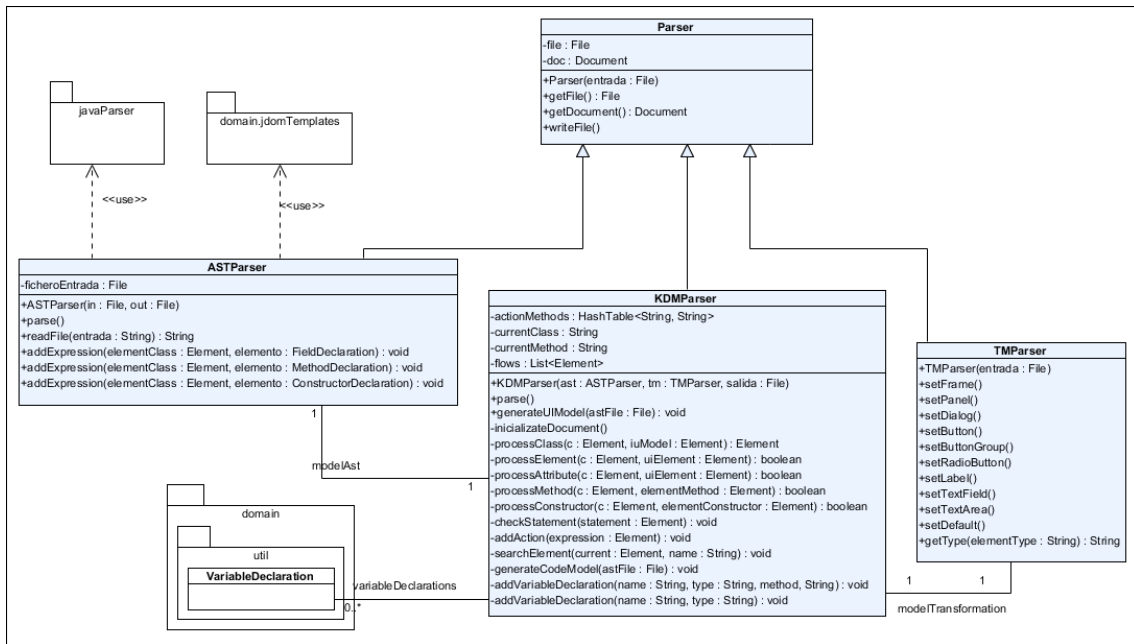 Parser
-file : File
-doc : Document
+Parser(entrada : File)
+getFile() : File
+getDocument() : Document
+writeFile()
javaParser
domain.jdomTemplates
<<use>>
<<use>>
ASTParser
-ficheroEntrada : File
+ASTParser(in : File, out : File)
+parse()
+readFile(entrada : String) : String
+addExpression(elementClass : Element, elemento : FieldDeclaration) : void
+addExpression(elementClass : Element, elemento : MethodDeclaration) : void
+addExpression(elementClass : Element, elemento : ConstructorDeclaration) : void
KDMParser
-actionMethods : HashTable<String, String>
-currentClass : String
-currentMethod : String
-flows : List<Element>
+KDMParser(ast : ASTParser, tm : TMParser, salida : File)
+parse()
+generateUIModel(astFile : File) : void
-inicializateDocument()
-processClass(c : Element, iuModel : Element) : Element
-processElement(c : Element, uiElement : Element) : boolean
-processAttribute(c : Element, uiElement : Element) : boolean
-processMethod(c : Element, elementMethod : Element) : boolean
-processConstructor(c : Element, elementConstructor : Element) : boolean
-checkStatement(statement : Element) : void
-addAction(expression : Element) : void
-searchElement(current : Element, name : String) : void
-generateCodeModel(astFile : File) : void
-addVariableDeclaration(name : String, type : String, method, String) : void
-addVariableDeclaration(name : String, type : String) : void
TMParser
+TMParser(entrada : File)
+setFrame()
+setPanel()
+setDialog()
+setButton()
+setButtonGroup()
+setRadioButton()
+setLabel()
+setTextField()
+setTextArea()
+setDefault()
+getType(elementType : String) : String
1
modelAst
1
domain
util
VariableDeclaration
variableDeclarations
0..*
1
1
modelTransformation